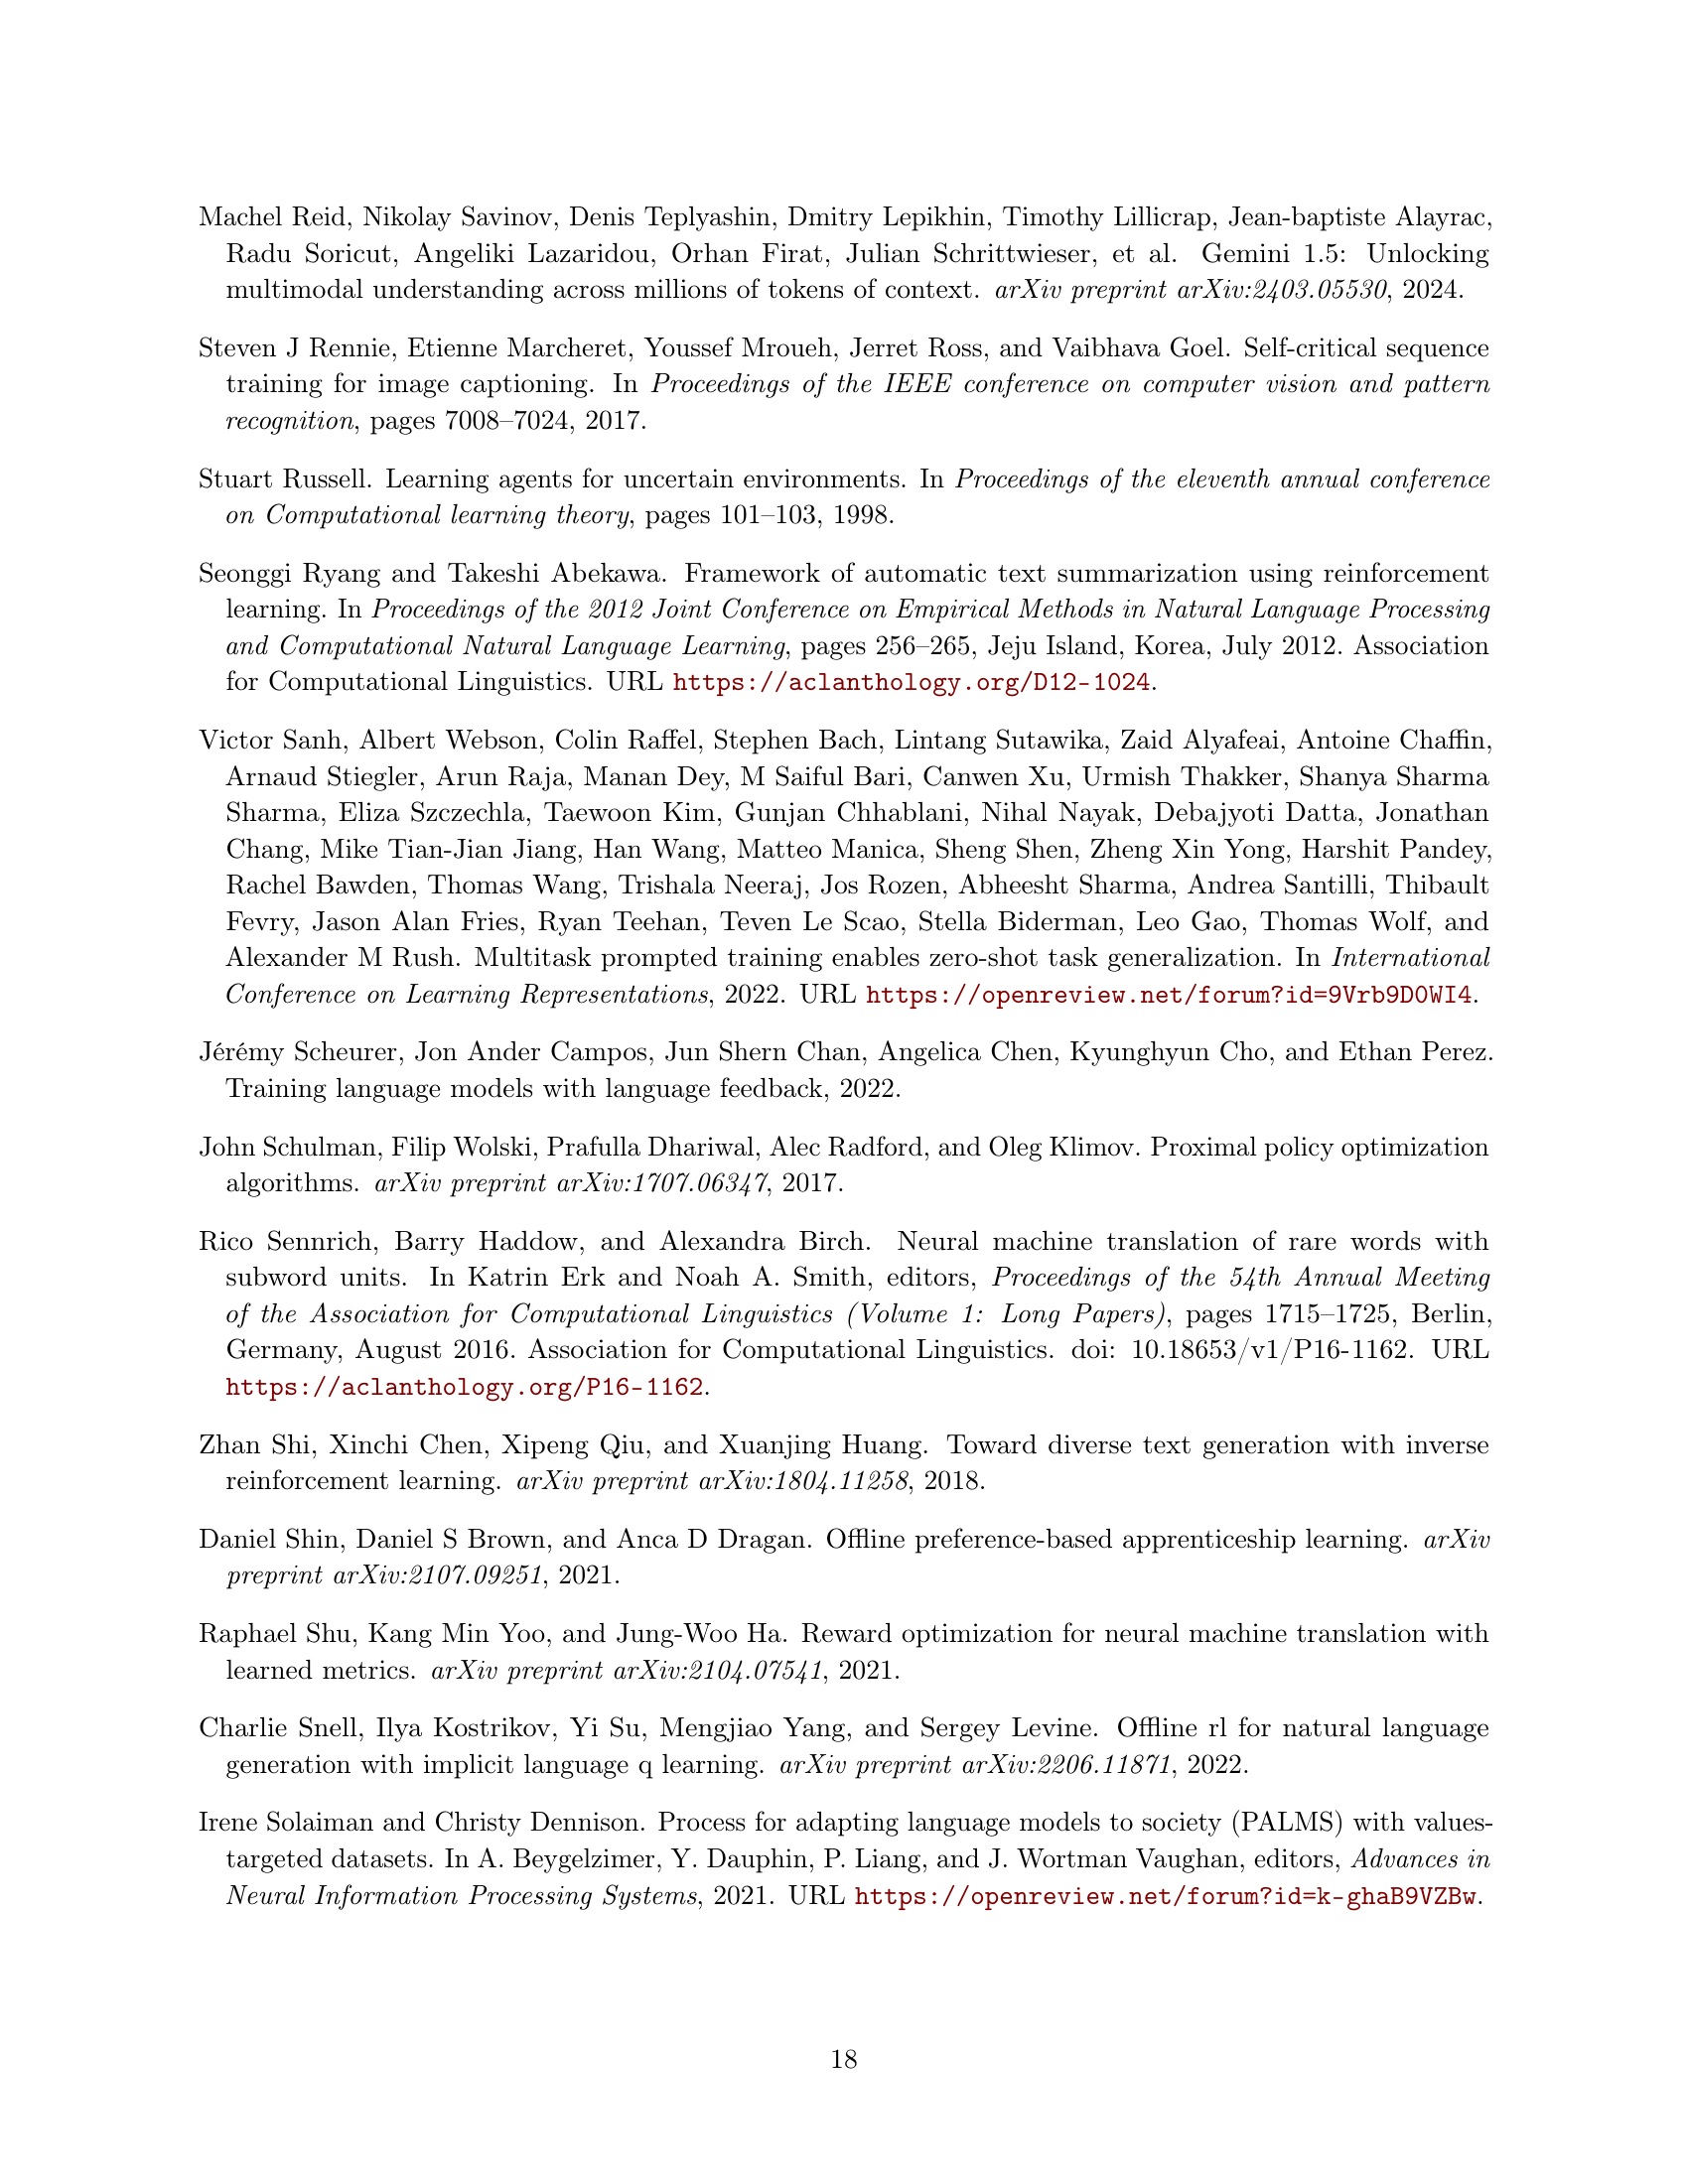 Machel Reid, Nikolay Savinov, Denis Teplyashin, Dmitry Lepikhin, Timothy Lillicrap, Jean-baptiste Alayrac,
Radu Soricut, Angeliki Lazaridou, Orhan Firat, Julian Schrittwieser, et al. Gemini 1.5: Unlocking
multimodal understanding across millions of tokens of context. arXiv preprint arXiv:2403.05530, 2024.
Steven J Rennie, Etienne Marcheret, Youssef Mroueh, Jerret Ross, and Vaibhava Goel. Self-critical sequence
training for image captioning. In Proceedings of the IEEE conference on computer vision and pattern
recognition, pages 7008–7024, 2017.
Stuart Russell. Learning agents for uncertain environments. In Proceedings of the eleventh annual conference
on Computational learning theory, pages 101–103, 1998.
Seonggi Ryang and Takeshi Abekawa. Framework of automatic text summarization using reinforcement
learning. In Proceedings of the 2012 Joint Conference on Empirical Methods in Natural Language Processing
and Computational Natural Language Learning, pages 256–265, Jeju Island, Korea, July 2012. Association
for Computational Linguistics. URL https://aclanthology.org/D12-1024.
Victor Sanh, Albert Webson, Colin Raffel, Stephen Bach, Lintang Sutawika, Zaid Alyafeai, Antoine Chaffin,
Arnaud Stiegler, Arun Raja, Manan Dey, M Saiful Bari, Canwen Xu, Urmish Thakker, Shanya Sharma
Sharma, Eliza Szczechla, Taewoon Kim, Gunjan Chhablani, Nihal Nayak, Debajyoti Datta, Jonathan
Chang, Mike Tian-Jian Jiang, Han Wang, Matteo Manica, Sheng Shen, Zheng Xin Yong, Harshit Pandey,
Rachel Bawden, Thomas Wang, Trishala Neeraj, Jos Rozen, Abheesht Sharma, Andrea Santilli, Thibault
Fevry, Jason Alan Fries, Ryan Teehan, Teven Le Scao, Stella Biderman, Leo Gao, Thomas Wolf, and
Alexander M Rush. Multitask prompted training enables zero-shot task generalization. In International
Conference on Learning Representations, 2022. URL https://openreview.net/forum?id=9Vrb9D0WI4.
Jérémy Scheurer, Jon Ander Campos, Jun Shern Chan, Angelica Chen, Kyunghyun Cho, and Ethan Perez.
Training language models with language feedback, 2022.
John Schulman, Filip Wolski, Prafulla Dhariwal, Alec Radford, and Oleg Klimov. Proximal policy optimization
algorithms. arXiv preprint arXiv:1707.06347, 2017.
Rico Sennrich, Barry Haddow, and Alexandra Birch. Neural machine translation of rare words with
subword units. In Katrin Erk and Noah A. Smith, editors, Proceedings of the 54th Annual Meeting
of the Association for Computational Linguistics (Volume 1: Long Papers), pages 1715–1725, Berlin,
Germany, August 2016. Association for Computational Linguistics. doi: 10.18653/v1/P16-1162. URL
https://aclanthology.org/P16-1162.
Zhan Shi, Xinchi Chen, Xipeng Qiu, and Xuanjing Huang. Toward diverse text generation with inverse
reinforcement learning. arXiv preprint arXiv:1804.11258, 2018.
Daniel Shin, Daniel S Brown, and Anca D Dragan. Offline preference-based apprenticeship learning. arXiv
preprint arXiv:2107.09251, 2021.
Raphael Shu, Kang Min Yoo, and Jung-Woo Ha. Reward optimization for neural machine translation with
learned metrics. arXiv preprint arXiv:2104.07541, 2021.
Charlie Snell, Ilya Kostrikov, Yi Su, Mengjiao Yang, and Sergey Levine. Offline rl for natural language
generation with implicit language q learning. arXiv preprint arXiv:2206.11871, 2022.
Irene Solaiman and Christy Dennison. Process for adapting language models to society (PALMS) with values-
targeted datasets. In A. Beygelzimer, Y. Dauphin, P. Liang, and J. Wortman Vaughan, editors, Advances in
Neural Information Processing Systems, 2021. URL https://openreview.net/forum?id=k-ghaB9VZBw.
18